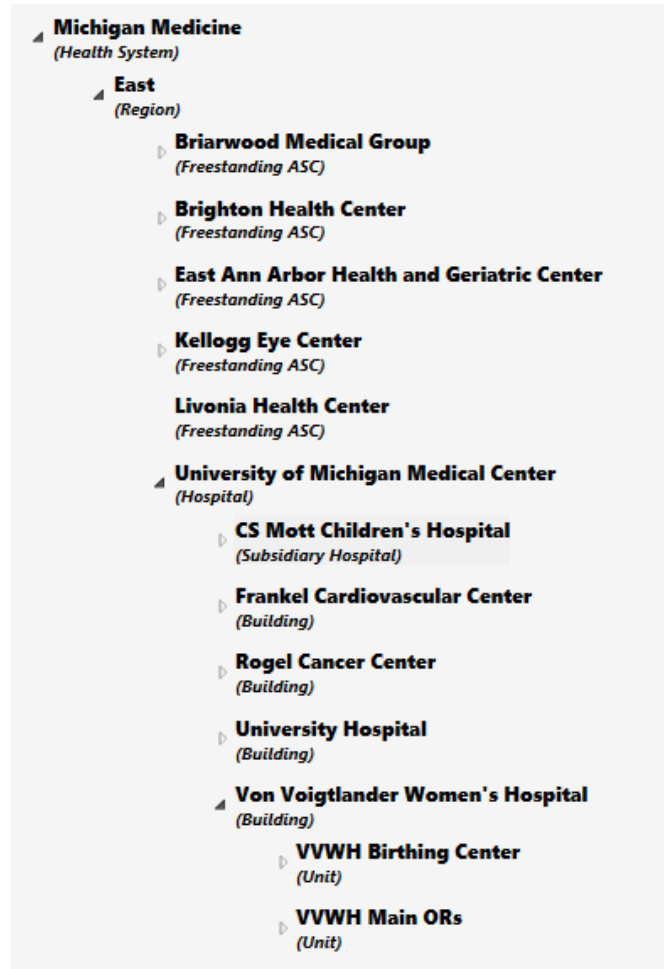 Michigan Medicine
(Health System)
East
(Region)
Briarwood Medical Group
(Freestanding ASC)
Brighton Health Center
(Freestanding ASC)
East Ann Arbor Health and Geriatric Center
(Freestanding ASC)
Kellogg Eye Center
(Freestanding ASC)
Livonia Health Center
(Freestanding ASC)
University of Michigan Medical Center
(Hospital)
CS Mott Children's Hospital
(Subsidiary Hospital)
Frankel Cardiovascular Center
(Building)
Rogel Cancer Center
(Building)
University Hospital
(Building)
Von Voigtlander Women's Hospital
(Building)
VVWH Birthing Center
(Unit)
VVWH Main ORs
(Unit)